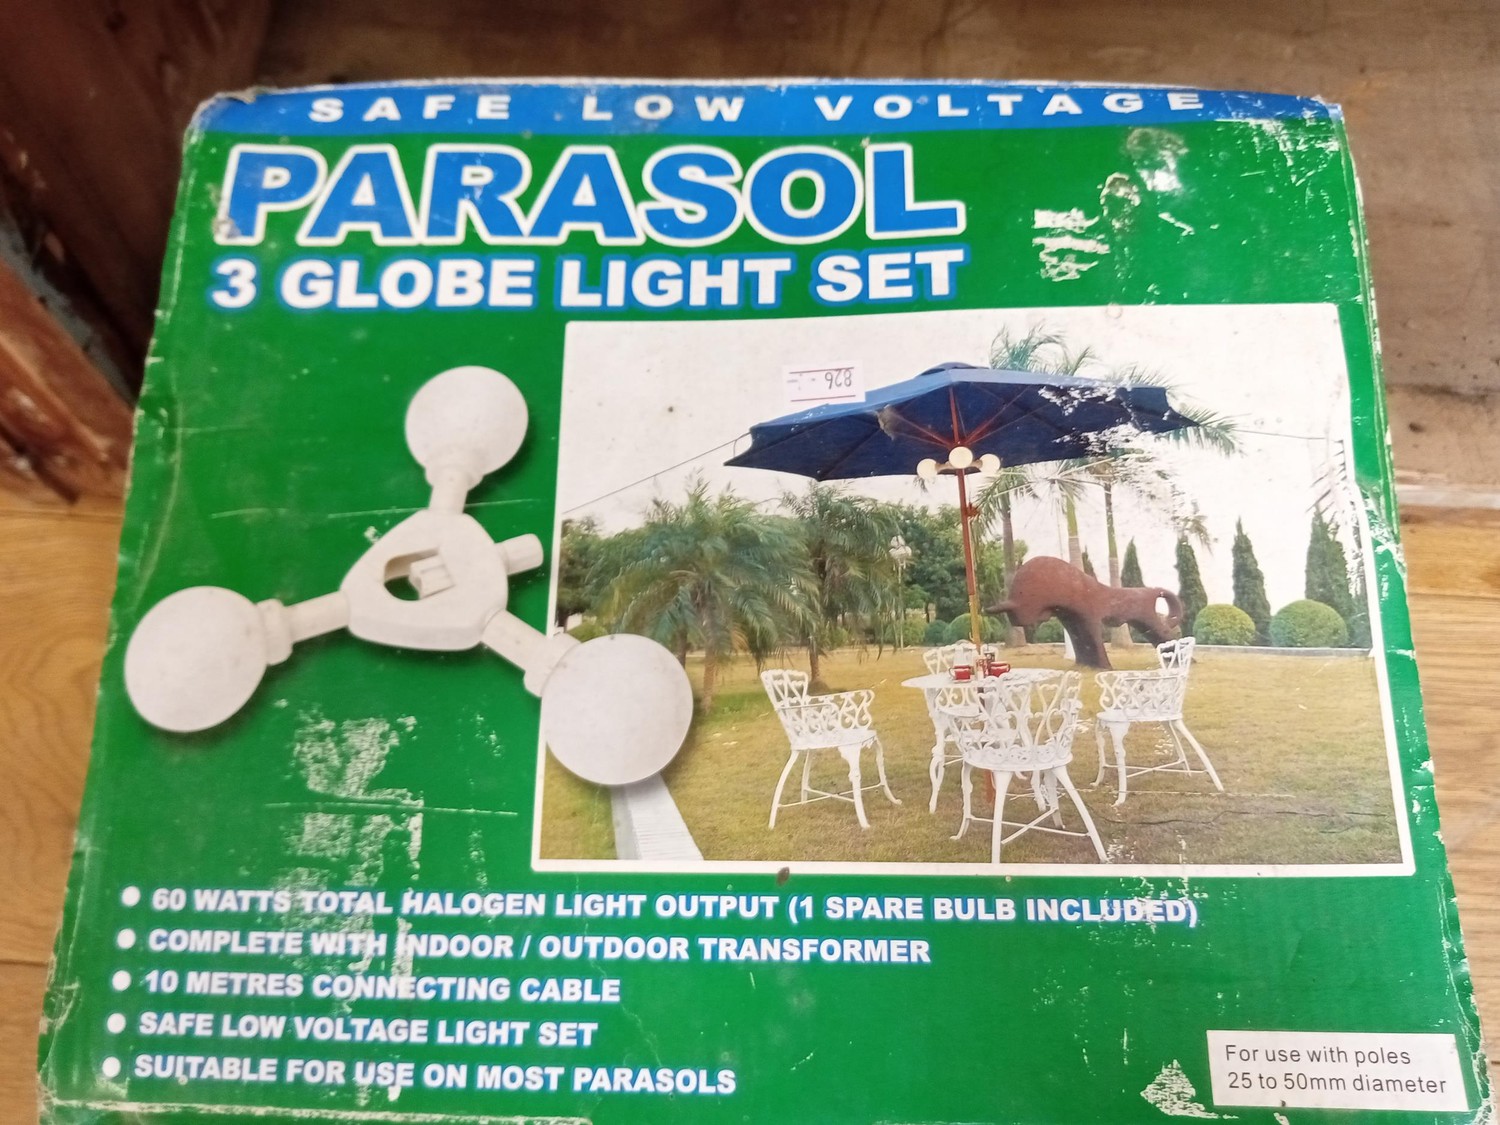 SAFE LOW VOLTAGE
PARASOL
3 GLOBE LIGHT SET
826
● 60 WATTS TOTAL HALOGEN LIGHT OUTPUT (1 SPARE BULB INCLUDED)
● COMPLETE WITH INDOOR / OUTDOOR TRANSFORMER
● 10 METRES CONNECTING CABLE
● SAFE LOW VOLTAGE LIGHT SET
● SUITABLE FOR USE ON MOST PARASOLS
For use with poles
25 to 50mm diameter